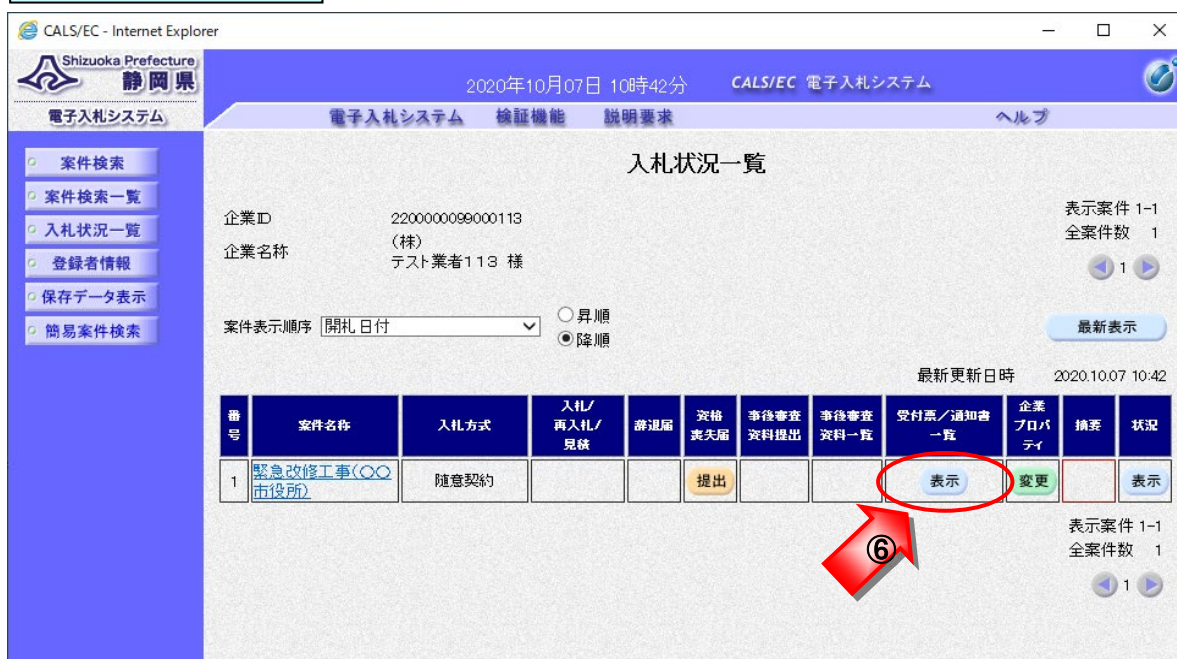 CALS/EC - Internet Explorer
Shizuoka Prefecture
静岡県
2020年10月07日 10時42分
CALS/EC 電子入札システム
電子入札システム
電子入札システム 検証機能 説明要求
ヘルプ
案件検索
案件検索一覧
入札状況一覧
登録者情報
保存データ表示
簡易案件検索
入札状況一覧
企業ID 2200000099000113
企業名称 (株)
テスト業者113 様
表示案件 1-1
全案件数 1
1
案件表示順序 開札日付
昇順
降順
最新表示
最新更新日時 2020.10.07 10:42
番号
案件名称
入札方式
入札/
再入札/
見積
辞退届
資格
喪失届
事後審査
資料提出
事後審査
資料一覧
受付票/通知書
一覧
企業
プロパ
ティ
摘要
状況
1
緊急改修工事(〇〇
市役所)
随意契約
提出
表示
変更
表示
⑥
表示案件 1-1
全案件数 1
1